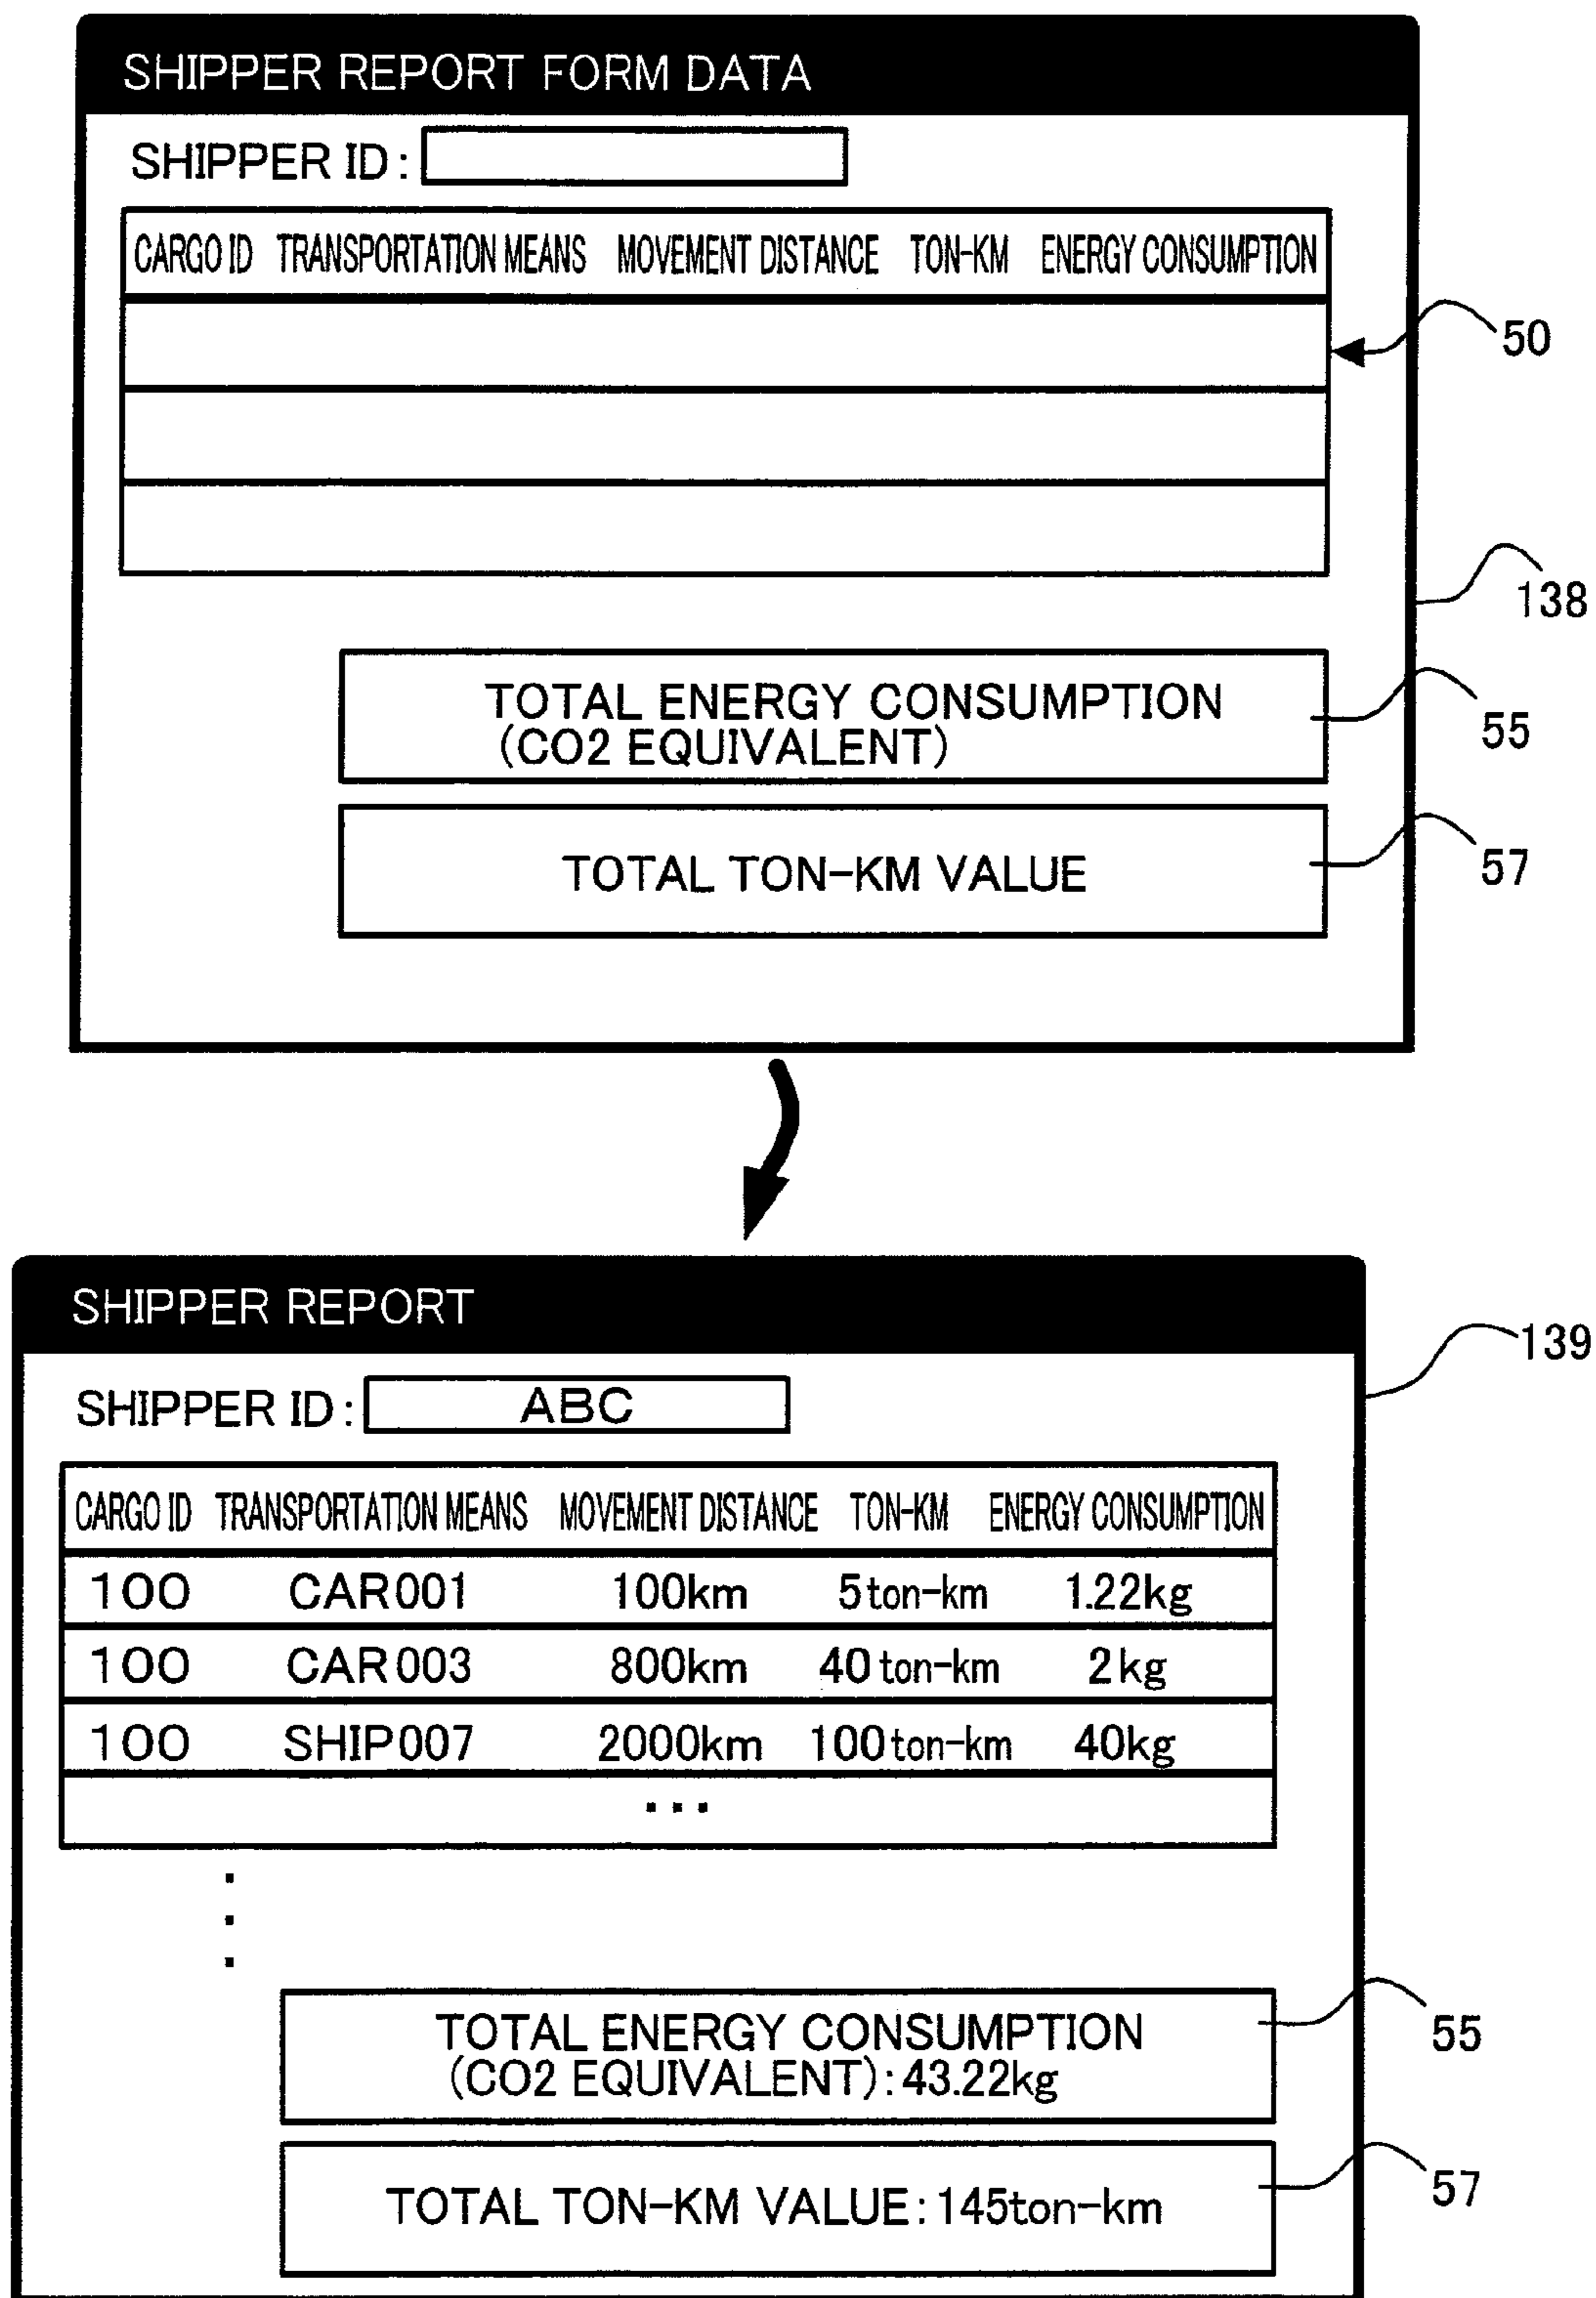 SHIPPER REPORT FORM DATA
SHIPPER ID:
CARGO ID TRANSPORTATION MEANS MOVEMENT DISTANCE TON-KM ENERGY CONSUMPTION
50
138
TOTAL ENERGY CONSUMPTION
(CO2 EQUIVALENT)
55
TOTAL TON-KM VALUE
57
SHIPPER REPORT
139
SHIPPER ID: ABC
CARGO ID TRANSPORTATION MEANS MOVEMENT DISTANCE TON-KM ENERGY CONSUMPTION
100 CAR001 100km 5ton-km 1.22kg
100 CAR003 800km 40ton-km 2kg
100 SHIP007 2000km 100ton-km 40kg
...
TOTAL ENERGY CONSUMPTION
(CO2 EQUIVALENT):43.22kg
55
TOTAL TON-KM VALUE:145ton-km
57